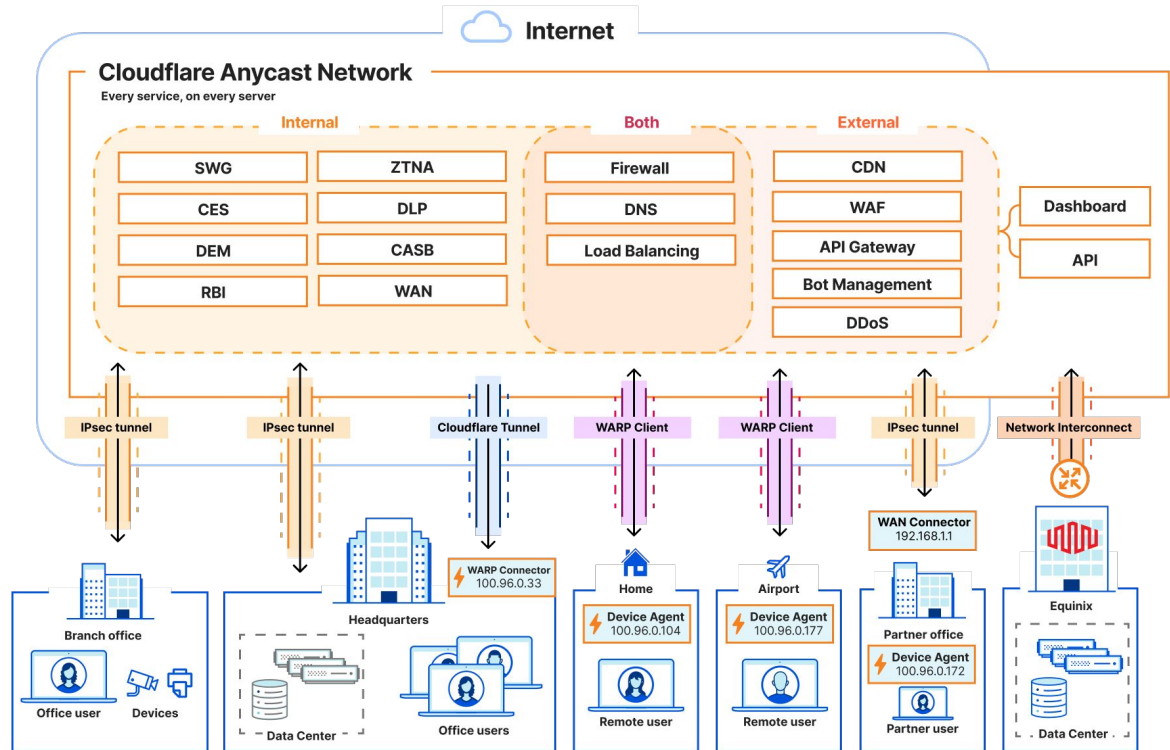 Internet
Cloudflare Anycast Network
Every service, on every server
Internal
Both
External
SWG
ZTNA
CES
DLP
DEM
CASB
RBI
WAN
Firewall
DNS
Load Balancing
CDN
WAF
API Gateway
Bot Management
DDoS
Dashboard
API
IPsec tunnel
IPsec tunnel
Cloudflare Tunnel
WARP Client
WARP Client
IPsec tunnel
Network Interconnect
Branch office
Office user
Devices
Headquarters
WARP Connector
100.96.0.33
Data Center
Office users
Home
Device Agent
100.96.0.104
Remote user
Airport
Device Agent
100.96.0.177
Remote user
WAN Connector
192.168.1.1
Partner office
Device Agent
100.96.0.172
Partner user
Equinix
Data Center